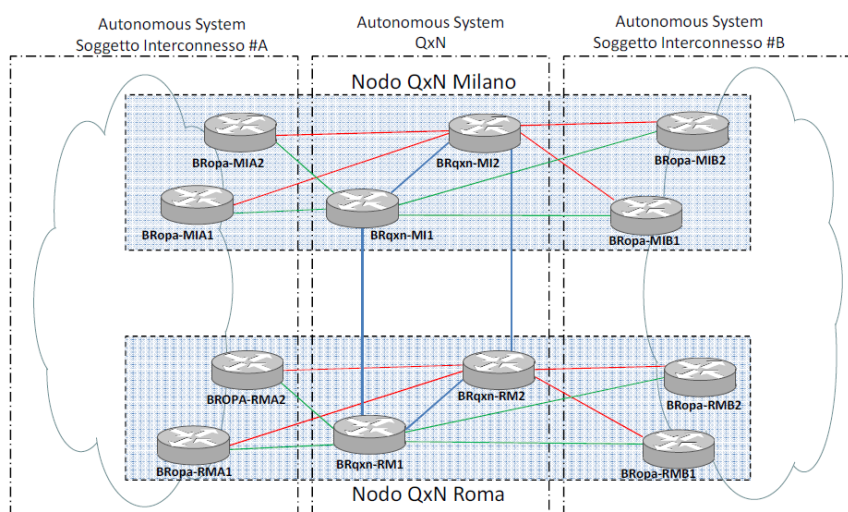 Autonomous System
Soggetto Interconnesso #A
Autonomous System
QxN
Autonomous System
Soggetto Interconnesso #B
Nodo QxN Milano
BRopa-MIA2
BRqxn-MI2
BRopa-MIB2
BRopa-MIA1
BRqxn-MI1
BRopa-MIB1
BROPA-RMA2
BRqxn-RM2
BRopa-RMB2
BRopa-RMA1
BRqxn-RM1
BRopa-RMB1
Nodo QxN Roma